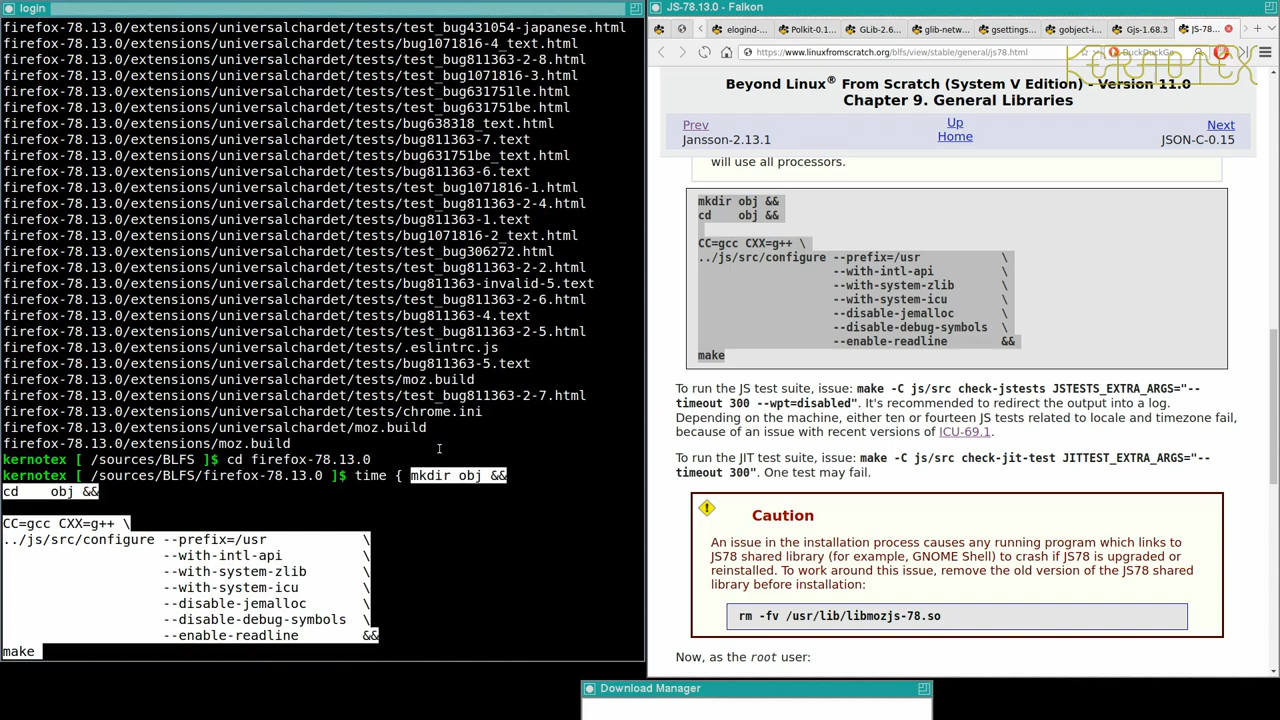 login
firefox-78.13.0/extensions/universalchardet/tests/test_bug431054-japanese.html
firefox-78.13.0/extensions/universalchardet/tests/bug1071816-4_text.html
firefox-78.13.0/extensions/universalchardet/tests/test_bug811363-2-8.html
firefox-78.13.0/extensions/universalchardet/tests/test_bug1071816-3.html
firefox-78.13.0/extensions/universalchardet/tests/test_bug631751le.html
firefox-78.13.0/extensions/universalchardet/tests/test_bug631751be.html
firefox-78.13.0/extensions/universalchardet/tests/bug638318_text.html
firefox-78.13.0/extensions/universalchardet/tests/bug811363-7.text
firefox-78.13.0/extensions/universalchardet/tests/bug631751be_text.html
firefox-78.13.0/extensions/universalchardet/tests/bug811363-6.text
firefox-78.13.0/extensions/universalchardet/tests/test_bug1071816-1.html
firefox-78.13.0/extensions/universalchardet/tests/test_bug811363-2-4.html
firefox-78.13.0/extensions/universalchardet/tests/bug811363-1.text
firefox-78.13.0/extensions/universalchardet/tests/bug1071816-2_text.html
firefox-78.13.0/extensions/universalchardet/tests/test_bug306272.html
firefox-78.13.0/extensions/universalchardet/tests/test_bug811363-2-2.html
firefox-78.13.0/extensions/universalchardet/tests/bug811363-invalid-5.text
firefox-78.13.0/extensions/universalchardet/tests/test_bug811363-2-6.html
firefox-78.13.0/extensions/universalchardet/tests/bug811363-4.text
firefox-78.13.0/extensions/universalchardet/tests/test_bug811363-2-5.html
firefox-78.13.0/extensions/universalchardet/tests/.eslintrc.js
firefox-78.13.0/extensions/universalchardet/tests/bug811363-5.text
firefox-78.13.0/extensions/universalchardet/tests/moz.build
firefox-78.13.0/extensions/universalchardet/tests/test_bug811363-2-7.html
firefox-78.13.0/extensions/universalchardet/tests/chrome.ini
firefox-78.13.0/extensions/universalchardet/moz.build
firefox-78.13.0/extensions/moz.build
kernotex [ /sources/BLFS ]$ cd firefox-78.13.0
kernotex [ /sources/BLFS/firefox-78.13.0 ]$ time { mkdir obj &&
cd    obj &&
CC=gcc CXX=g++ \
../js/src/configure --prefix=/usr \
--with-intl-api \
--with-system-zlib \
--with-system-icu \
--disable-jemalloc \
--disable-debug-symbols \
--enable-readline &&
make
JS-78.13.0 - Falkon
elogind-
Polkit-0.1
GLib-2.6
glib-netw
gsettings
gobject-i
Gjs-1.68.3
JS-78...
https://www.linuxfromscratch.org/blfs/view/stable/general/js78.html
DuckDuckGo
KERNOTEX
Beyond Linux® From Scratch (System V Edition) - Version 11.0
Chapter 9. General Libraries
Prev Up Next
Jansson-2.13.1 Home JSON-C-0.15
will use all processors.
mkdir obj &&
cd    obj &&
CC=gcc CXX=g++ \
../js/src/configure --prefix=/usr \
--with-intl-api \
--with-system-zlib \
--with-system-icu \
--disable-jemalloc \
--disable-debug-symbols \
--enable-readline &&
make
To run the JS test suite, issue: make -C js/src check-jstests JSTESTS_EXTRA_ARGS="--
timeout 300 --wpt=disabled". It's recommended to redirect the output into a log.
Depending on the machine, either ten or fourteen JS tests related to locale and timezone fail,
because of an issue with recent versions of ICU-69.1.
To run the JIT test suite, issue: make -C js/src check-jit-test JITTEST_EXTRA_ARGS="--
timeout 300". One test may fail.
Caution
An issue in the installation process causes any running program which links to
JS78 shared library (for example, GNOME Shell) to crash if JS78 is upgraded or
reinstalled. To work around this issue, remove the old version of the JS78 shared
library before installation:
rm -fv /usr/lib/libmozjs-78.so
Now, as the root user:
Download Manager